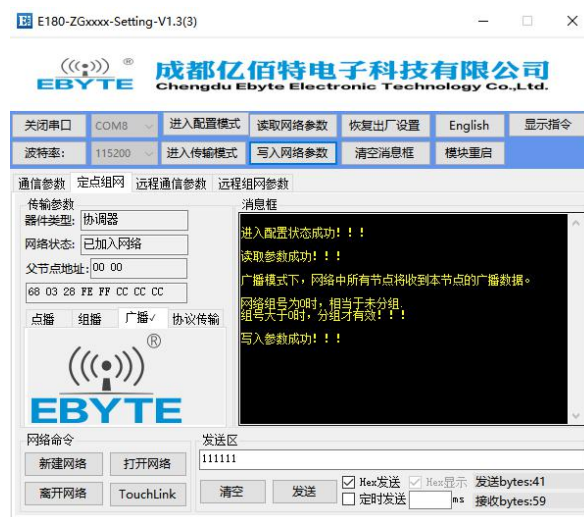 E180-ZGxxxx-Setting-V1.3(3)
((•)) ®
EBYTE
成都亿佰特电子科技有限公司
Chengdu Ebyte Electronic Technology Co.,Ltd.
关闭串口 COM8 进入配置模式 读取网络参数 恢复出厂设置 English 显示指令
波特率: 115200 进入传输模式 写入网络参数 清空消息框 模块重启
通信参数 定点组网 远程通信参数 远程组网参数
传输参数
器件类型: 协调器
网络状态: 已加入网络
父节点地址: 00 00
68 03 28 FE FF CC CC CC
点播 组播 广播✓ 协议传输
®
EBYTE
消息框
进入配置状态成功!!!
读取参数成功!!!
广播模式下，网络中所有节点将收到本节点的广播数据。
网络组号为0时，相当于未分组.
组号大于0时，分组才有效!!!
写入参数成功!!!
网络命令
新建网络 打开网络
离开网络 TouchLink
发送区
111111
清空 发送
Hex发送 Hex显示 发送bytes:41
定时发送 ms 接收bytes:59